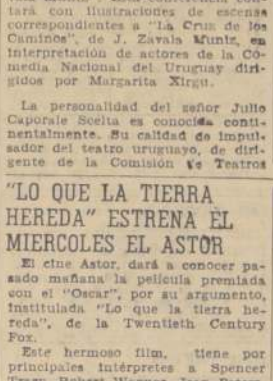 tará con ilustraciones de escenas
correspondientes a "La Cruz de los
Caminos", de J. Zavala Muniz, en
interpretación de actores de la Co-
media Nacional del Uruguay diri-
gidos por Margarita Xirgu.
La personalidad del señor Julio
Caporale Scelta es conocida conti-
nentalmente. Su calidad de impul-
sador del teatro uruguayo, de diri-
gente de la Comisión de Teatros
"LO QUE LA TIERRA
HEREDA" ESTRENA EL
MIERCOLES EL ASTOR
El cine Astor, dará a conocer pa-
sado mañana la película premiada
con el "Oscar", por su argumento,
institulada "Lo que la tierra he-
reda", de la Twentieth Century
Fox.
Este hermoso film, tiene por
principales intérpretes a Spencer